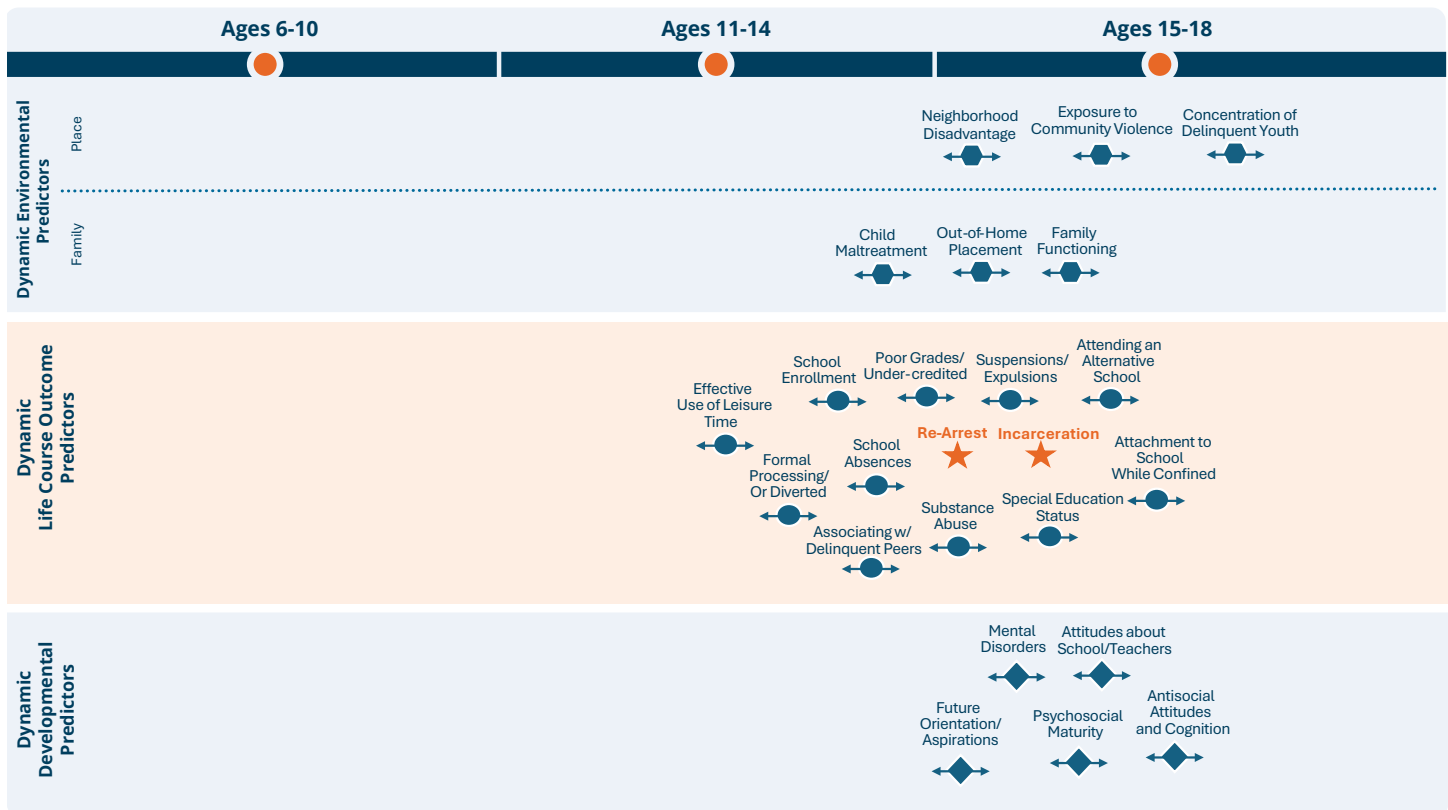 Ages 6-10
Ages 11-14
Ages 15-18
Dynamic Environmental
Predictors
Place
Neighborhood
Disadvantage
Exposure to
Community Violence
Concentration of
Delinquent Youth
Family
Child
Maltreatment
Out-of-Home
Placement
Family
Functioning
Dynamic
Life Course Outcome
Predictors
Effective
Use of Leisure
Time
School
Enrollment
Poor Grades/
Under-credited
Suspensions/
Expulsions
Attending an
Alternative
School
Formal
Processing/
Or Diverted
School
Absences
Re-Arrest
Incarceration
Attachment to
School
While Confined
Associating w/
Delinquent Peers
Substance
Abuse
Special Education
Status
Dynamic
Developmental
Predictors
Mental
Disorders
Attitudes about
School/Teachers
Future
Orientation/
Aspirations
Psychosocial
Maturity
Antisocial
Attitudes
and Cognition